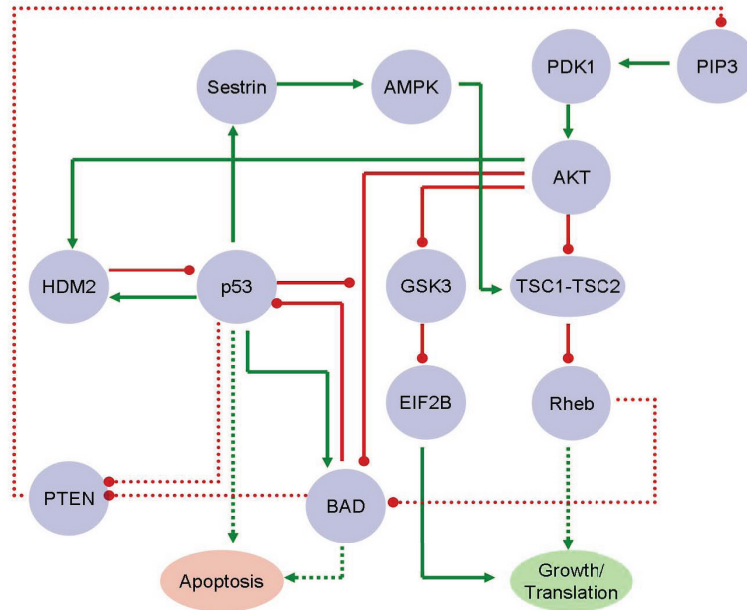 Sestrin
AMPK
PDK1
PIP3
AKT
HDM2
p53
GSK3
TSC1-TSC2
EIF2B
Rheb
PTEN
BAD
Apoptosis
Growth/
Translation